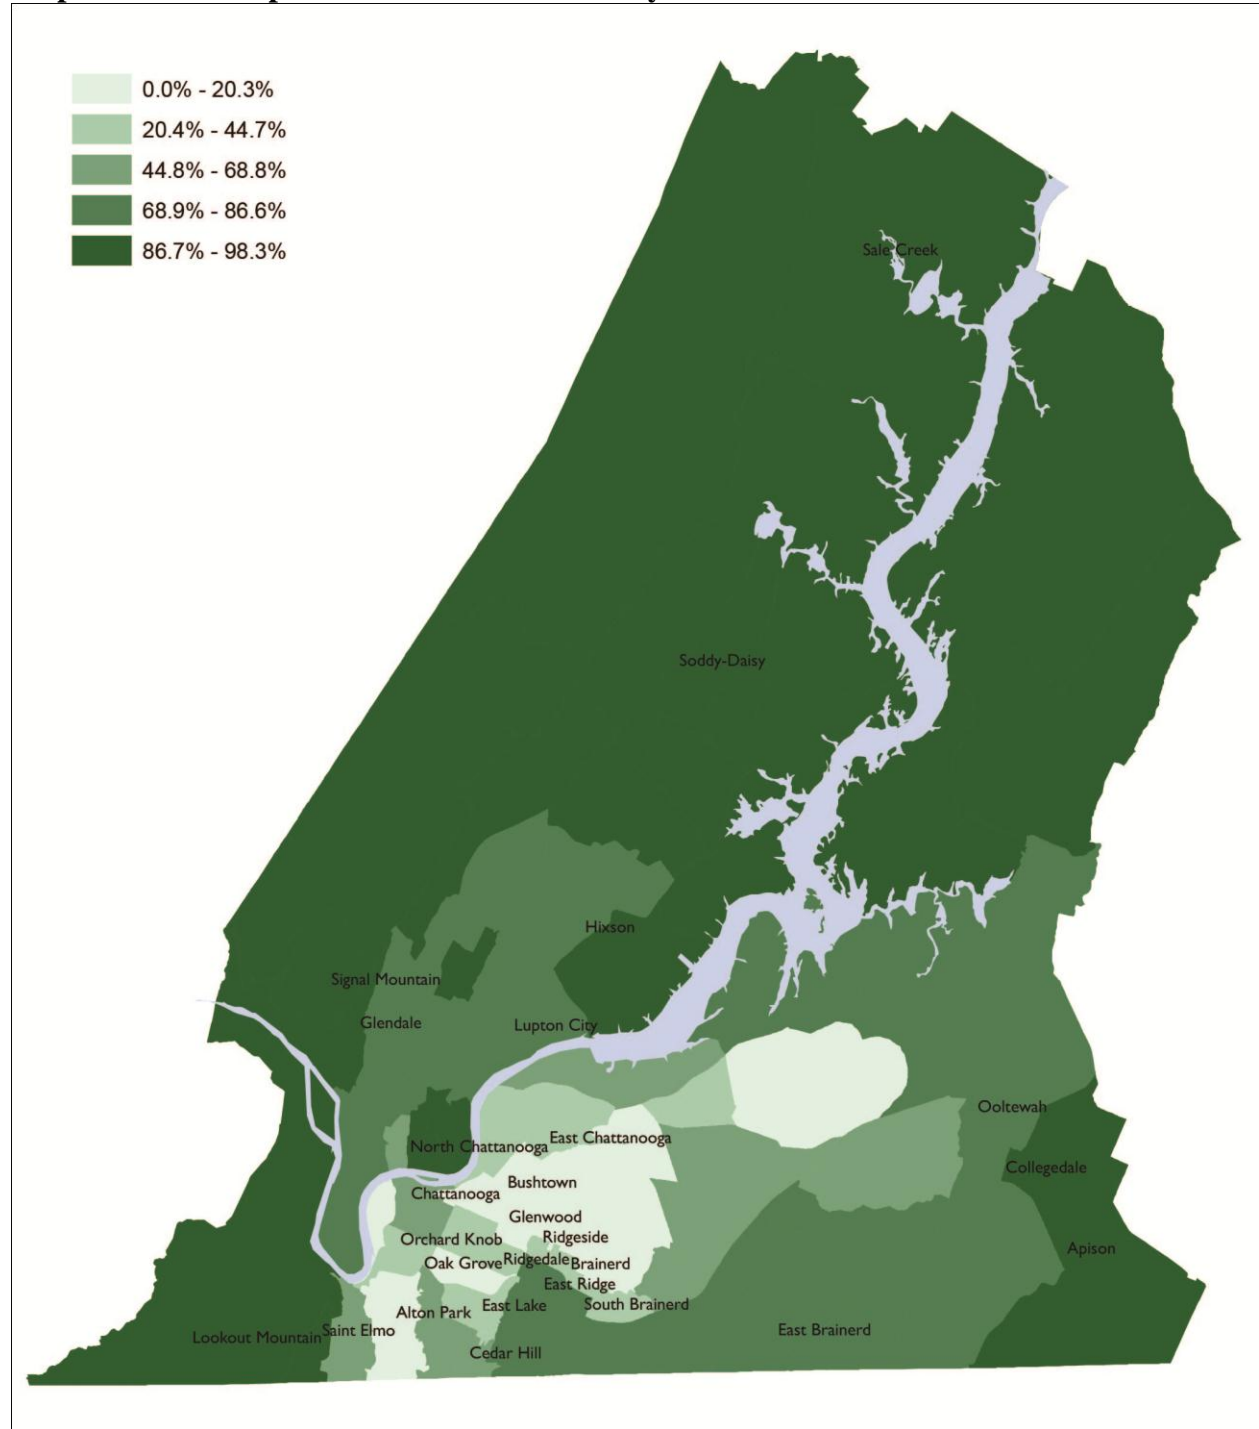 0.0% - 20.3%
20.4% - 44.7%
44.8% - 68.8%
68.9% - 86.6%
86.7% - 98.3%
Sale Creek
Soddy-Daisy
Hixson
Signal Mountain
Glendale
Lupton City
Ooltewah
East Chattanooga
North Chattanooga
Collegedale
Bushtown
Chattanooga
Glenwood
Orchard Knob
Ridgeside
Apison
Oak Grove
Ridgedale
Brainerd
East Ridge
East Lake
South Brainerd
Alton Park
Saint Elmo
East Brainerd
Lookout Mountain
Cedar Hill